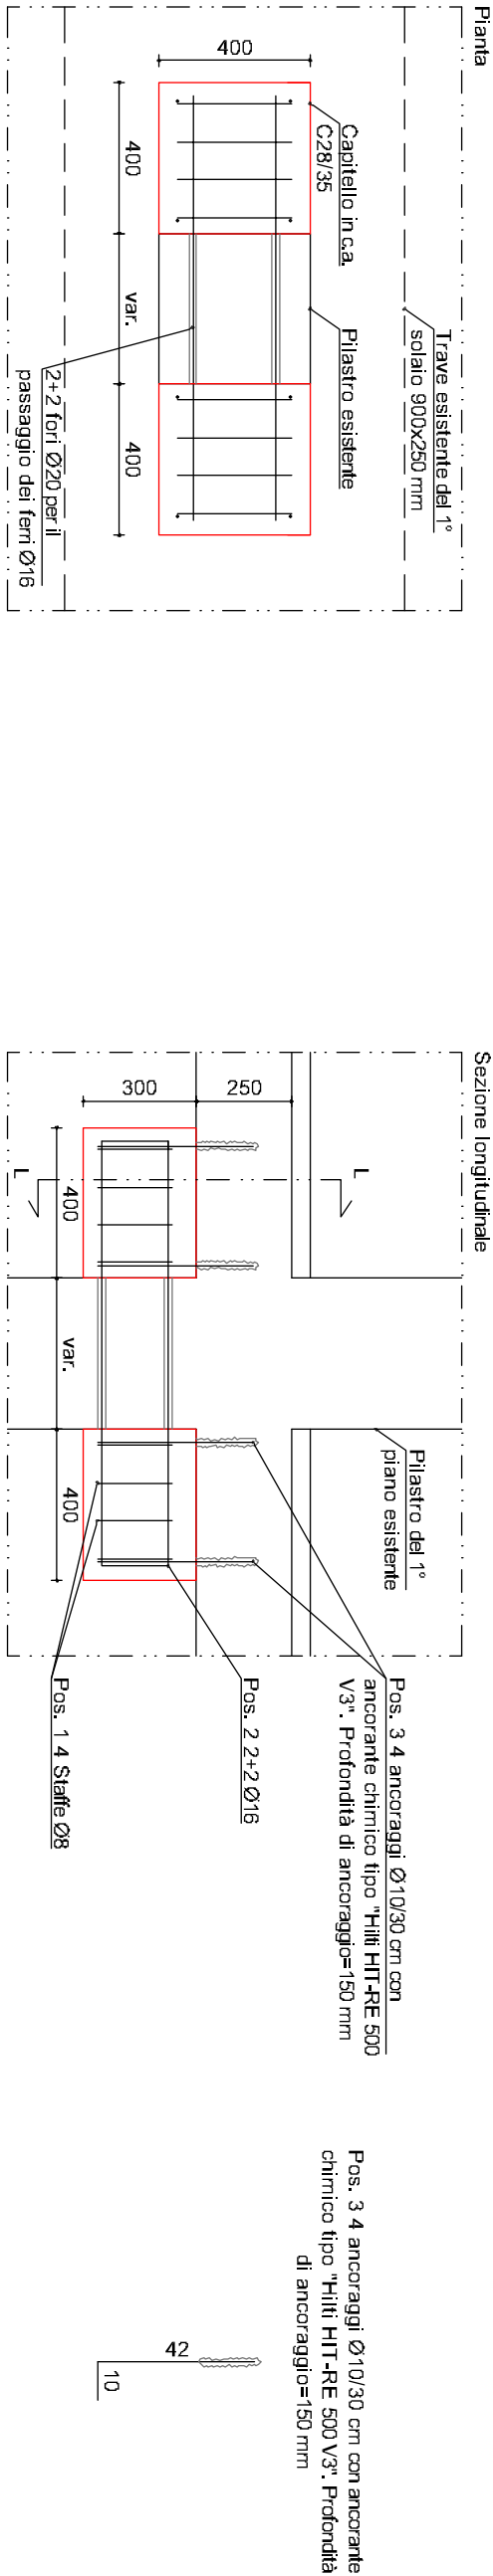 Pianta
400
400
var.
400
Capitello in c.a.
C28/35
Pilastro esistente
Trave esistente del 1°
solaio 900x250 mm
2+2 fori Ø20 per il
passaggio dei ferri Ø16
Sezione longitudinale
300
250
L
L
400
var.
400
Pilastro del 1°
piano esistente
Pos. 3 4 ancoraggi Ø10/30 cm con
ancorante chimico tipo "Hilti HIT-RE 500
V3". Profondità di ancoraggio=150 mm
Pos. 2 2+2 Ø16
Pos. 1 4 Staffe Ø8
Pos. 3 4 ancoraggi Ø10/30 cm con ancorante
chimico tipo "Hilti HIT-RE 500 V3". Profondità
di ancoraggio=150 mm
42
10